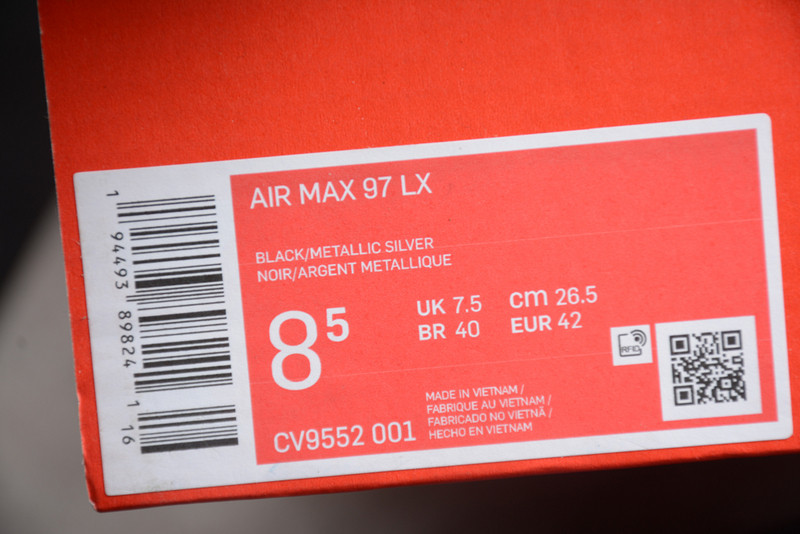 AIR MAX 97 LX
BLACK/METALLIC SILVER
NOIR/ARGENT METALLIQUE
8 5
UK 7.5 cm 26.5
BR 40 EUR 42
RFID
CV9552 001
MADE IN VIETNAM /
FABRIQUE AU VIETNAM /
FABRICADO NO VIETNÃ /
HECHO EN VIETNAM
1 94493 89824 1 16